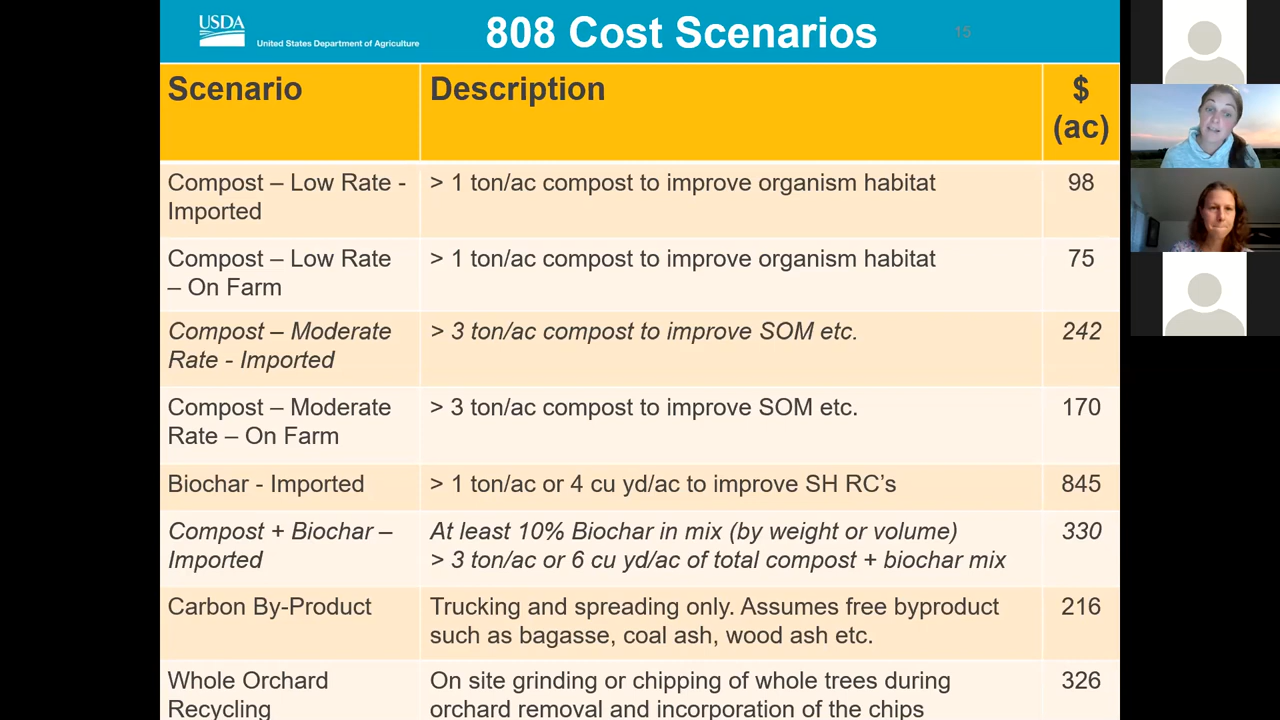 USDA
United States Department of Agriculture
808 Cost Scenarios
15
Scenario
Description
$
(ac)
Compost – Low Rate -
Imported
> 1 ton/ac compost to improve organism habitat
98
Compost – Low Rate
– On Farm
> 1 ton/ac compost to improve organism habitat
75
Compost – Moderate
Rate - Imported
> 3 ton/ac compost to improve SOM etc.
242
Compost – Moderate
Rate – On Farm
> 3 ton/ac compost to improve SOM etc.
170
Biochar - Imported
> 1 ton/ac or 4 cu yd/ac to improve SH RC’s
845
Compost + Biochar –
Imported
At least 10% Biochar in mix (by weight or volume)
> 3 ton/ac or 6 cu yd/ac of total compost + biochar mix
330
Carbon By-Product
Trucking and spreading only. Assumes free byproduct
such as bagasse, coal ash, wood ash etc.
216
Whole Orchard
Recycling
On site grinding or chipping of whole trees during
orchard removal and incorporation of the chips
326